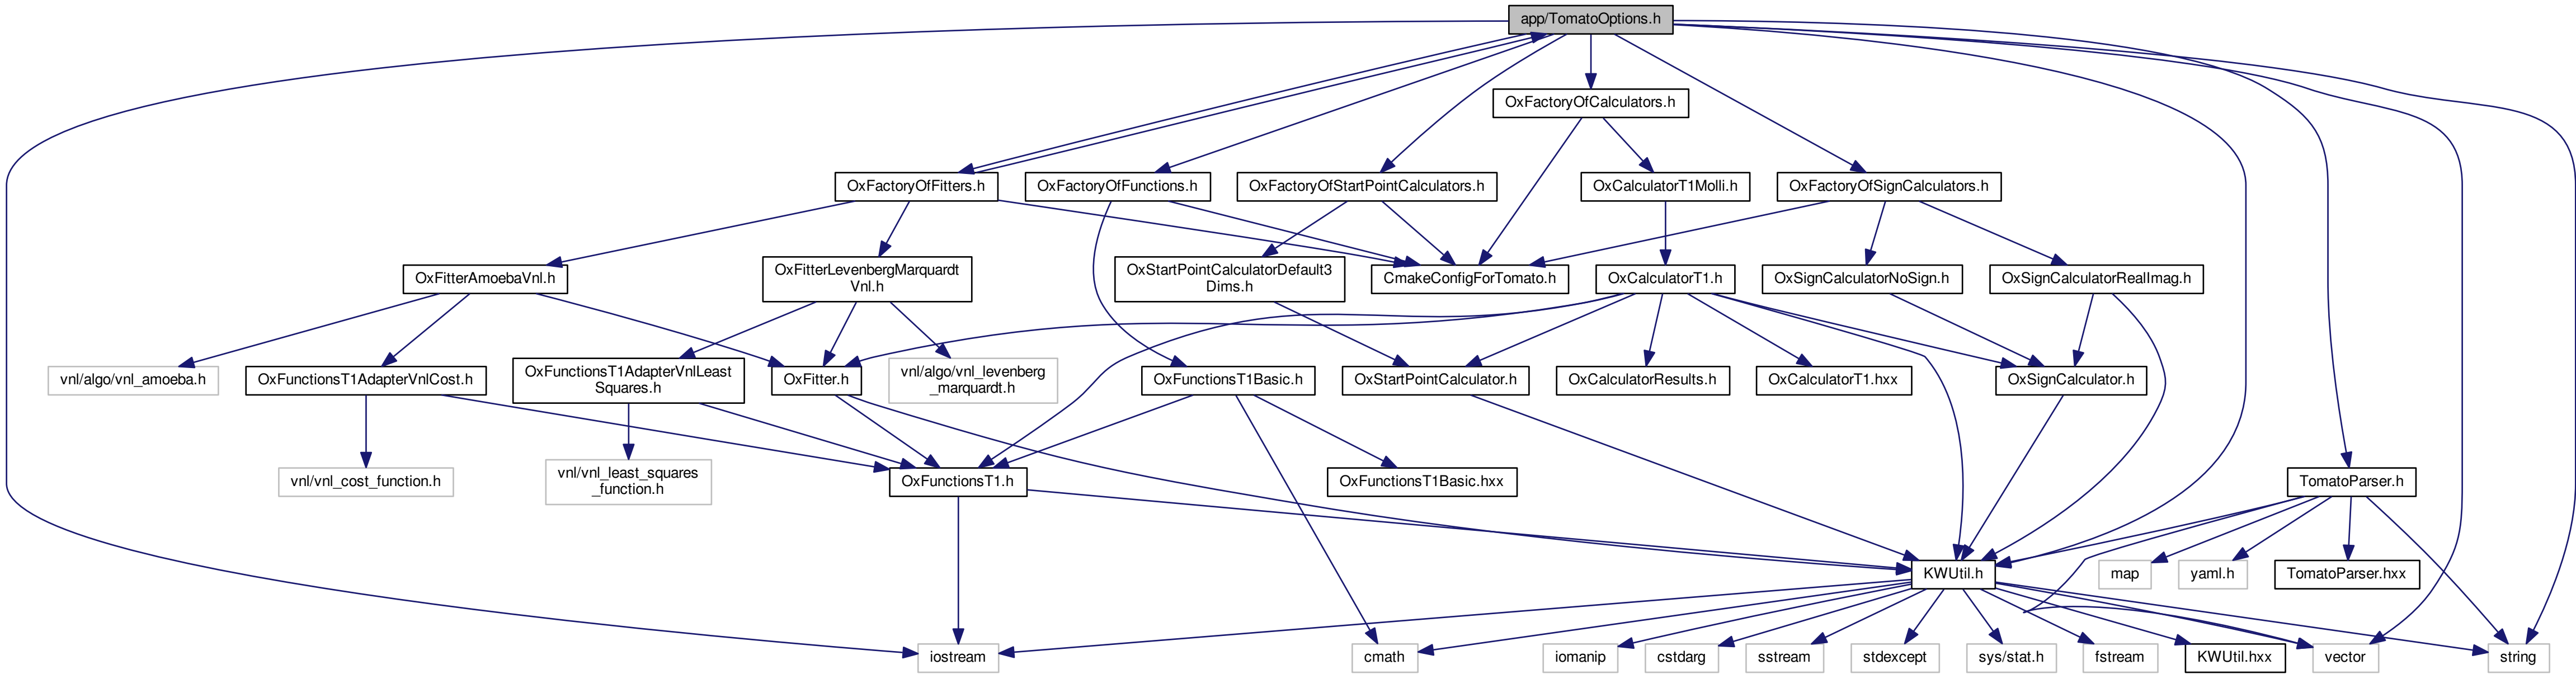 app/TomatoOptions.h
OxFactoryOfCalculators.h
OxFactoryOfFitters.h
OxFactoryOfFunctions.h
OxFactoryOfStartPointCalculators.h
OxCalculatorT1Molli.h
OxFactoryOfSignCalculators.h
OxFitterAmoebaVnl.h
OxFitterLevenbergMarquardt
Vnl.h
OxStartPointCalculatorDefault3
Dims.h
CmakeConfigForTomato.h
OxCalculatorT1.h
OxSignCalculatorNoSign.h
OxSignCalculatorRealImag.h
vnl/algo/vnl_amoeba.h
OxFunctionsT1AdapterVnlCost.h
OxFunctionsT1AdapterVnlLeast
Squares.h
OxFitter.h
vnl/algo/vnl_levenberg
_marquardt.h
OxFunctionsT1Basic.h
OxStartPointCalculator.h
OxCalculatorResults.h
OxCalculatorT1.hxx
OxSignCalculator.h
vnl/vnl_cost_function.h
vnl/vnl_least_squares
_function.h
OxFunctionsT1.h
OxFunctionsT1Basic.hxx
TomatoParser.h
KWUtil.h
map
yaml.h
TomatoParser.hxx
iostream
cmath
iomanip
cstdarg
sstream
stdexcept
sys/stat.h
fstream
KWUtil.hxx
vector
string